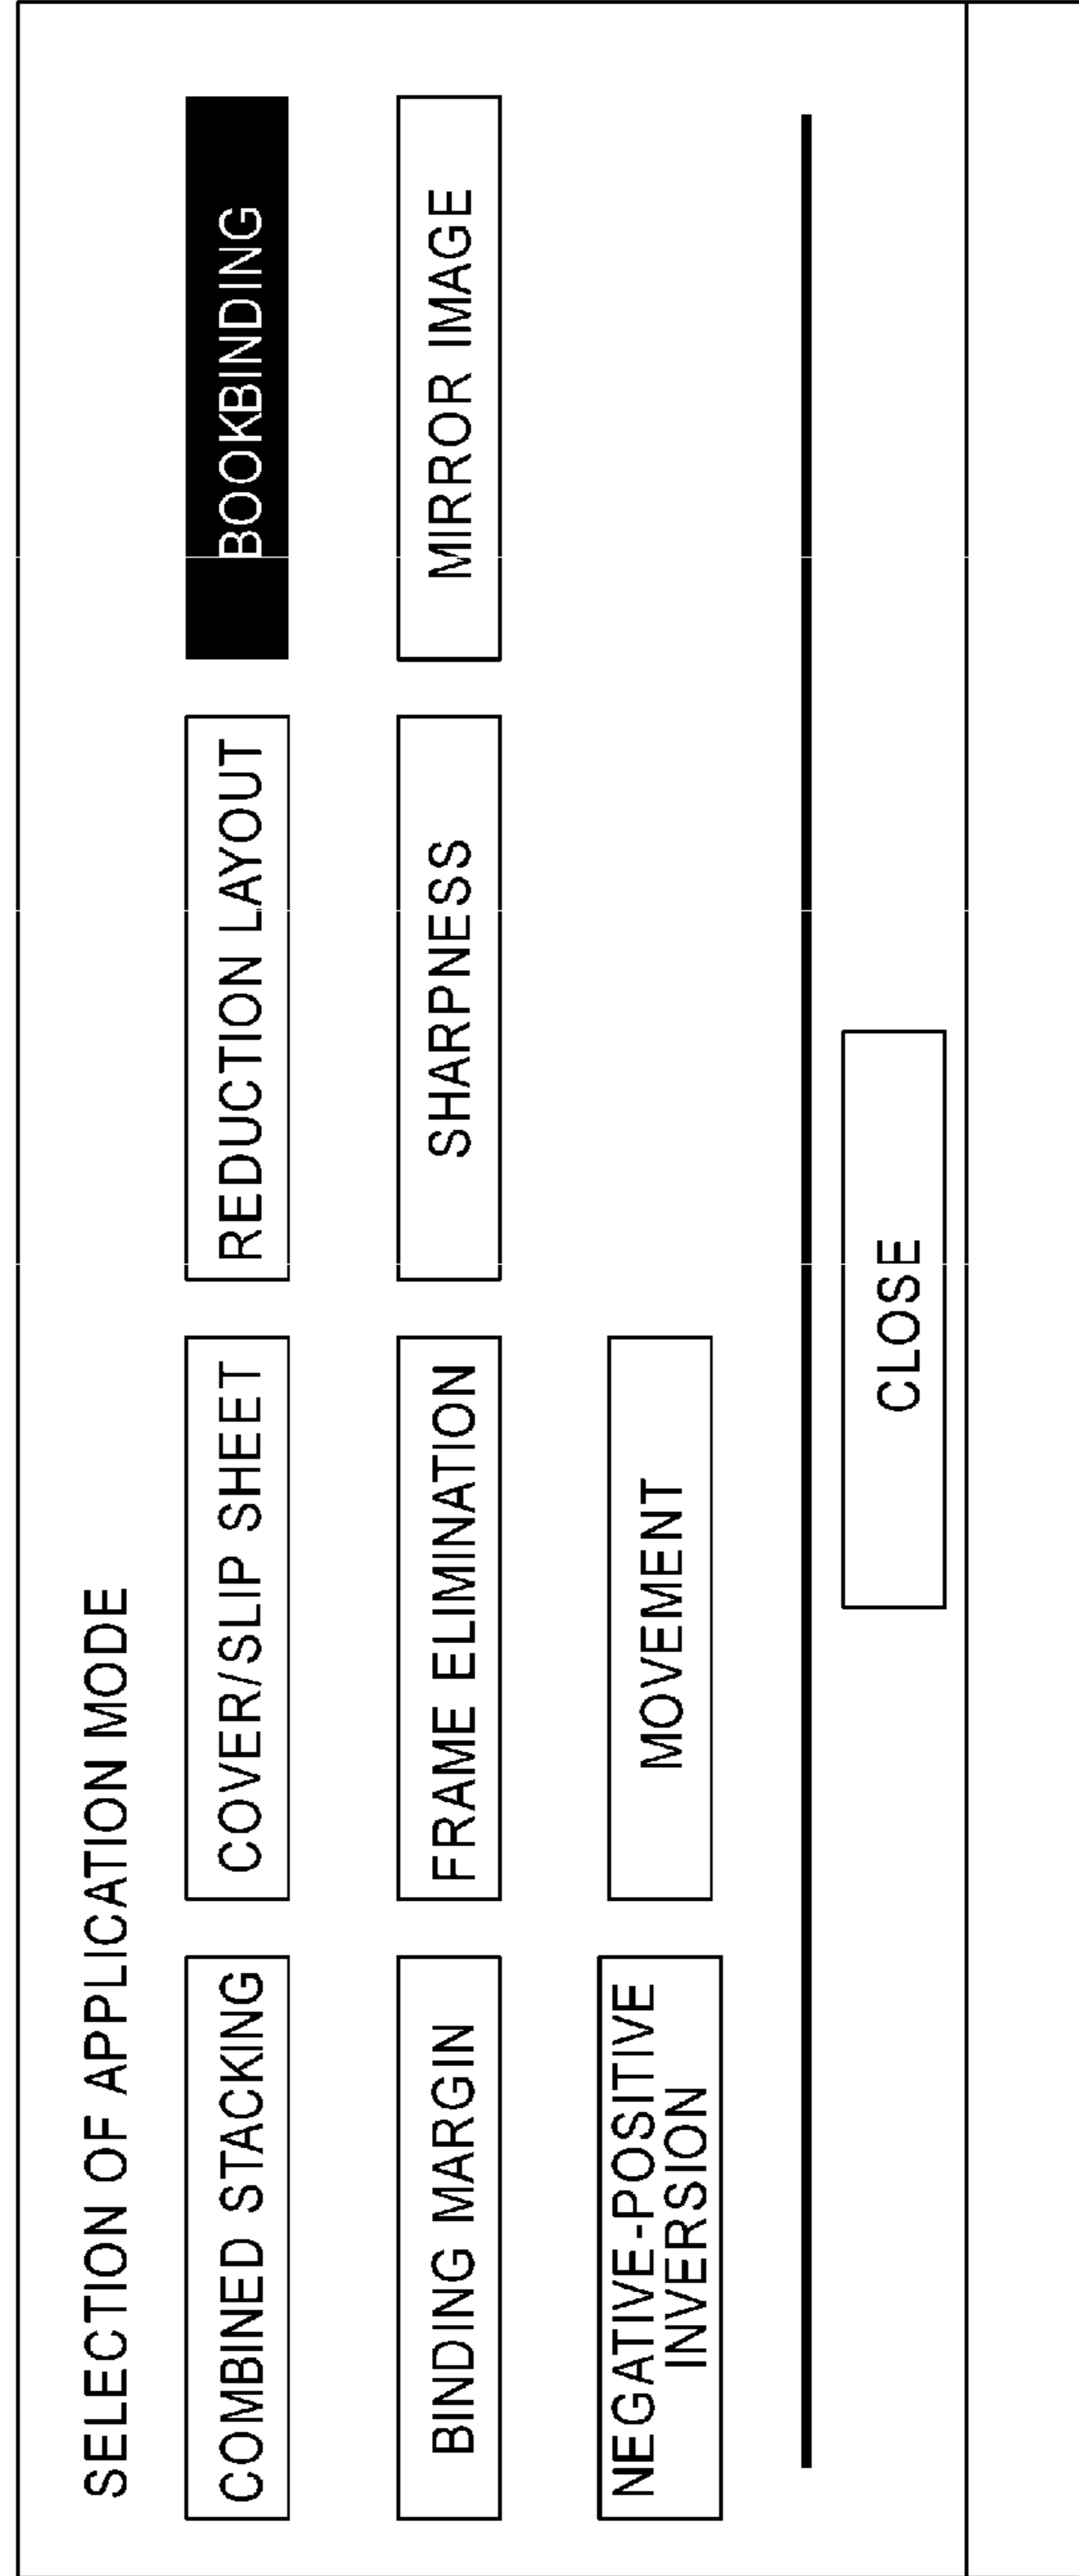 SELECTION OF APPLICATION MODE
COMBINED STACKING
COVER/SLIP SHEET
REDUCTION LAYOUT
BOOKBINDING
BINDING MARGIN
FRAME ELIMINATION
SHARPNESS
MIRROR IMAGE
NEGATIVE-POSITIVE
INVERSION
MOVEMENT
CLOSE